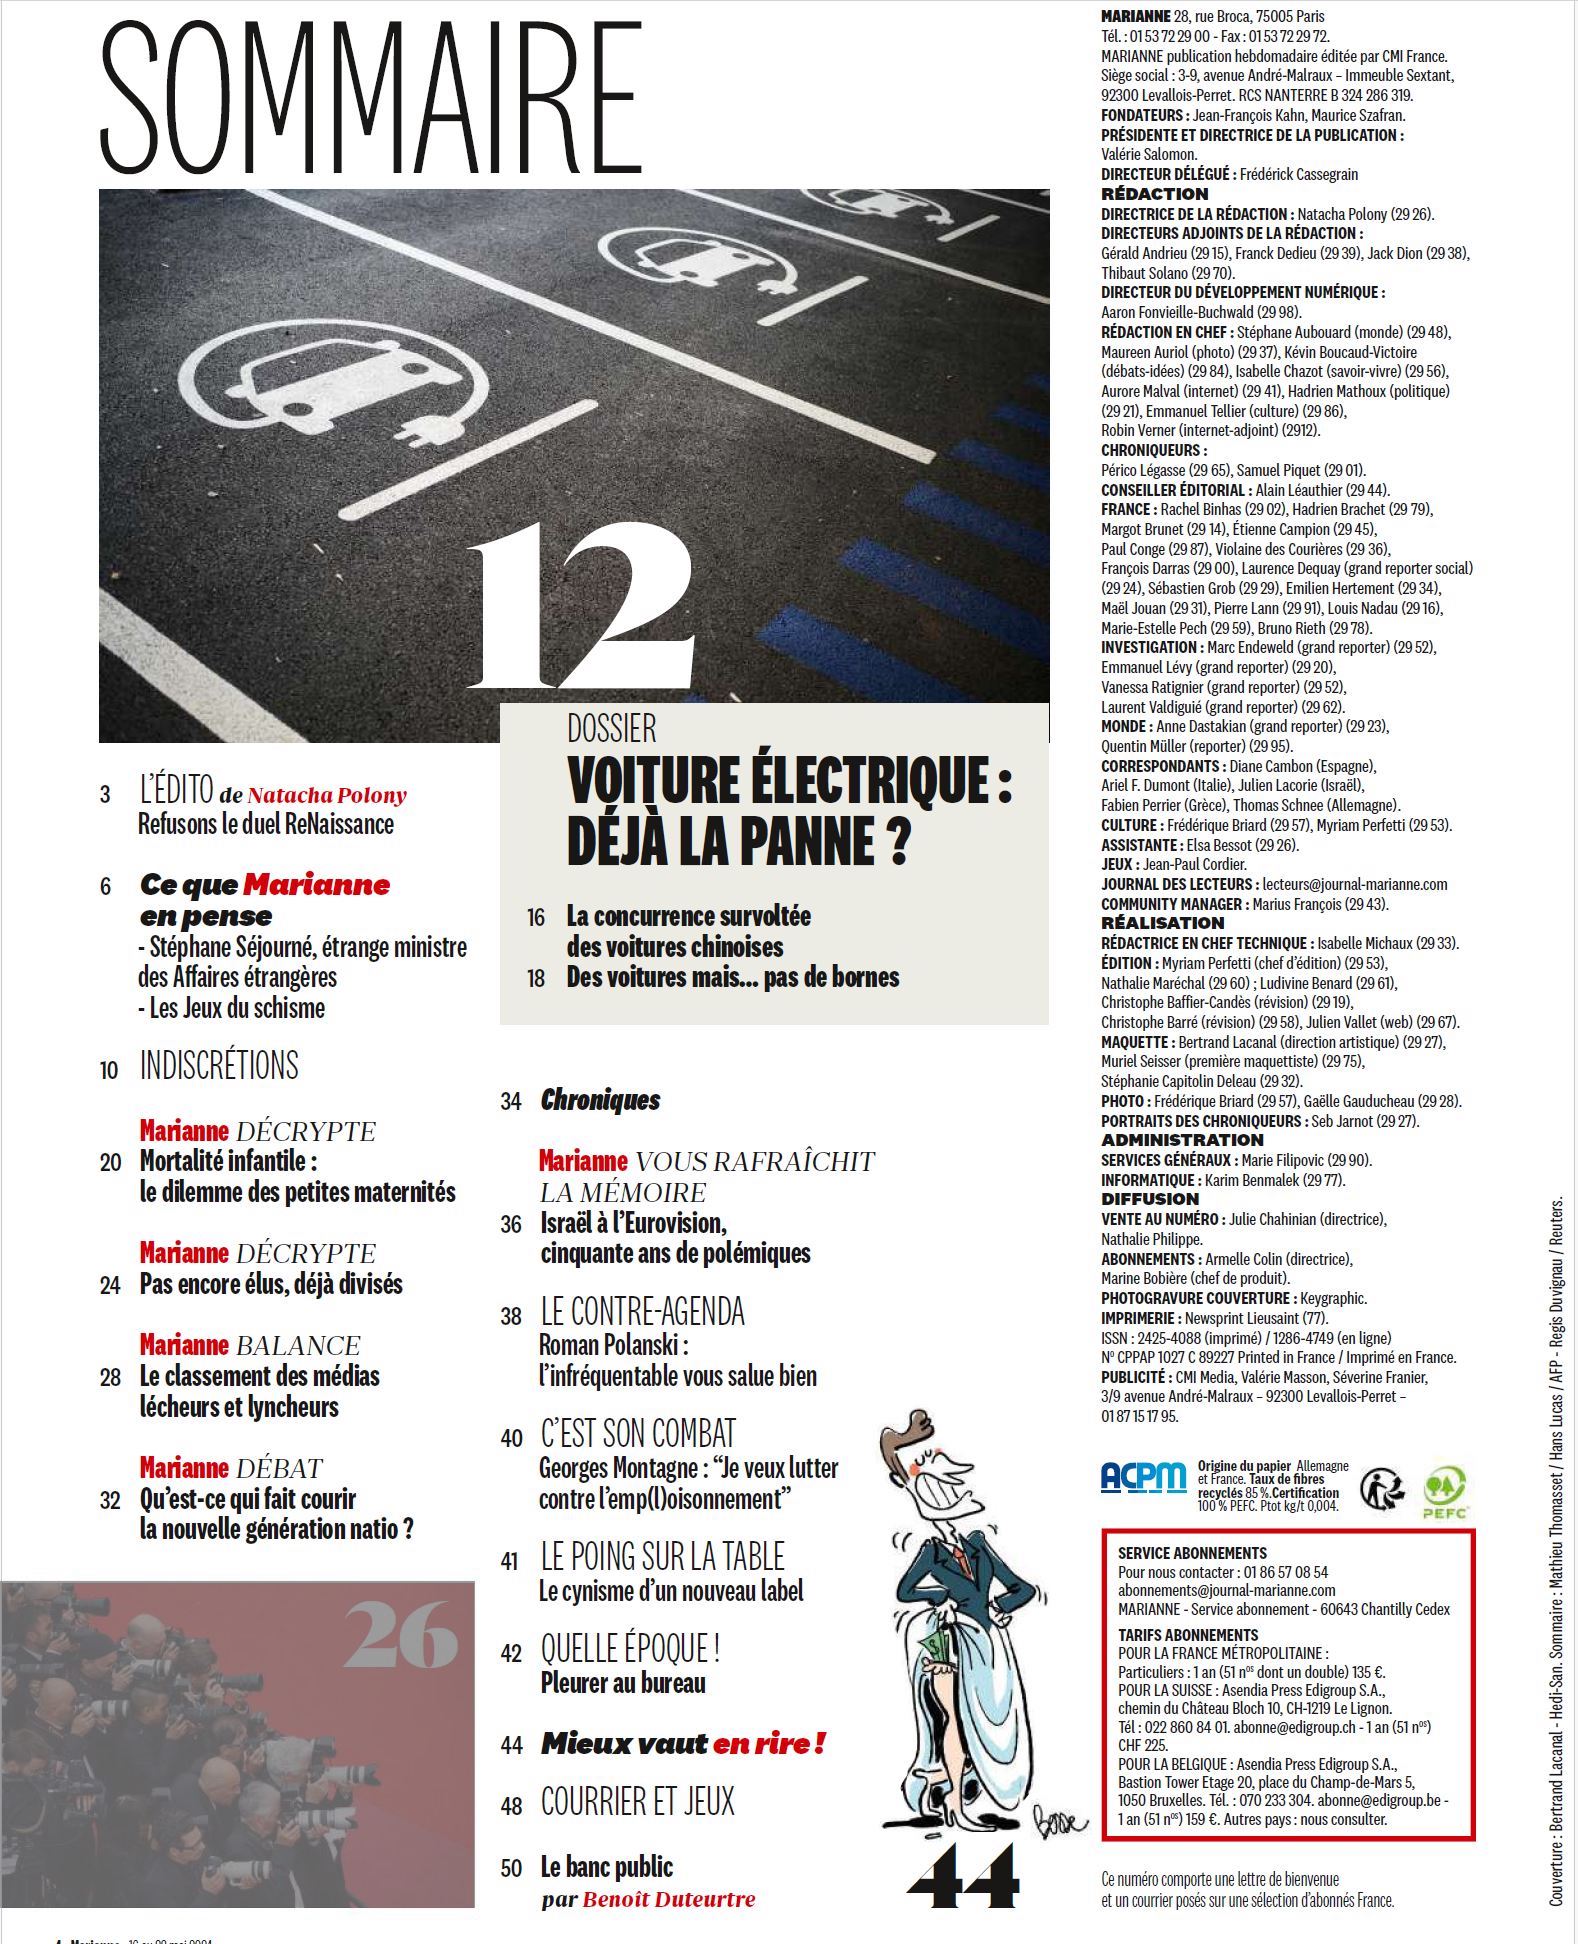 SOMMAIRE
12
DOSSIER
VOITURE ÉLECTRIQUE :
DÉJÀ LA PANNE ?
16 La concurrence survoltée
des voitures chinoises
18 Des voitures mais... pas de bornes
3 L'ÉDITO de Natacha Polony
Refusons le duel ReNaissance
6 Ce que Marianne
en pense
- Stéphane Séjourné, étrange ministre
des Affaires étrangères
- Les Jeux du schisme
10 INDISCRÉTIONS
Marianne DÉCRYPTE
20 Mortalité infantile :
le dilemme des petites maternités
Marianne DÉCRYPTE
24 Pas encore élus, déjà divisés
Marianne BALANCE
28 Le classement des médias
lécheurs et lyncheurs
Marianne DÉBAT
32 Qu'est-ce qui fait courir
la nouvelle génération natio ?
26
34 Chroniques
Marianne VOUS RAFRAÎCHIT
LA MÉMOIRE
36 Israël à l'Eurovision,
cinquante ans de polémiques
38 LE CONTRE-AGENDA
Roman Polanski :
l'infréquentable vous salue bien
40 C'EST SON COMBAT
Georges Montagne : “Je veux lutter
contre l'emp(l)oisonnement”
41 LE POING SUR LA TABLE
Le cynisme d'un nouveau label
42 QUELLE ÉPOQUE !
Pleurer au bureau
44 Mieux vaut en rire !
48 COURRIER ET JEUX
50 Le banc public
par Benoît Duteurtre
$
44
MARIANNE 28, rue Broca, 75005 Paris
Tél. : 01 53 72 29 00 - Fax : 01 53 72 29 72.
MARIANNE publication hebdomadaire éditée par CMI France.
Siège social : 3-9, avenue André-Malraux – Immeuble Sextant,
92300 Levallois-Perret. RCS NANTERRE B 324 286 319.
FONDATEURS : Jean-François Kahn, Maurice Szafran.
PRÉSIDENTE ET DIRECTRICE DE LA PUBLICATION :
Valérie Salomon.
DIRECTEUR DÉLÉGUÉ : Frédérick Cassegrain
RÉDACTION
DIRECTRICE DE LA RÉDACTION : Natacha Polony (29 26).
DIRECTEURS ADJOINTS DE LA RÉDACTION :
Gérald Andrieu (29 15), Franck Dedieu (29 39), Jack Dion (29 38),
Thibaut Solano (29 70).
DIRECTEUR DU DÉVELOPPEMENT NUMÉRIQUE :
Aaron Fonvieille-Buchwald (29 98).
RÉDACTION EN CHEF : Stéphane Aubouard (monde) (29 48),
Maureen Auriol (photo) (29 37), Kévin Boucaud-Victoire
(débats-idées) (29 84), Isabelle Chazot (savoir-vivre) (29 56),
Aurore Malval (internet) (29 41), Hadrien Mathoux (politique)
(29 21), Emmanuel Tellier (culture) (29 86),
Robin Verner (internet-adjoint) (2912).
CHRONIQUEURS :
Périco Légasse (29 65), Samuel Piquet (29 01).
CONSEILLER ÉDITORIAL : Alain Léauthier (29 44).
FRANCE : Rachel Binhas (29 02), Hadrien Brachet (29 79),
Margot Brunet (29 14), Étienne Campion (29 45),
Paul Conge (29 87), Violaine des Courières (29 36),
François Darras (29 00), Laurence Dequay (grand reporter social)
(29 24), Sébastien Grob (29 29), Emilien Hertement (29 34),
Maël Jouan (29 31), Pierre Lann (29 91), Louis Nadau (29 16),
Marie-Estelle Pech (29 59), Bruno Rieth (29 78).
INVESTIGATION : Marc Endeweld (grand reporter) (29 52),
Emmanuel Lévy (grand reporter) (29 20),
Vanessa Ratignier (grand reporter) (29 52),
Laurent Valdiguié (grand reporter) (29 62).
MONDE : Anne Dastakian (grand reporter) (29 23),
Quentin Müller (reporter) (29 95).
CORRESPONDANTS : Diane Cambon (Espagne),
Ariel F. Dumont (Italie), Julien Lacorie (Israël),
Fabien Perrier (Grèce), Thomas Schnee (Allemagne).
CULTURE : Frédérique Briard (29 57), Myriam Perfetti (29 53).
ASSISTANTE : Elsa Bessot (29 26).
JEUX : Jean-Paul Cordier.
JOURNAL DES LECTEURS : lecteurs@journal-marianne.com
COMMUNITY MANAGER : Marius François (29 43).
RÉALISATION
RÉDACTRICE EN CHEF TECHNIQUE : Isabelle Michaux (29 33).
ÉDITION : Myriam Perfetti (chef d'édition) (29 53),
Nathalie Maréchal (29 60) ; Ludivine Benard (29 61),
Christophe Baffier-Candès (révision) (29 19),
Christophe Barré (révision) (29 58), Julien Vallet (web) (29 67).
MAQUETTE : Bertrand Lacanal (direction artistique) (29 27),
Muriel Seisser (première maquettiste) (29 75),
Stéphanie Capitolin Deleau (29 32).
PHOTO : Frédérique Briard (29 57), Gaëlle Gauducheau (29 28).
PORTRAITS DES CHRONIQUEURS : Seb Jarnot (29 27).
ADMINISTRATION
SERVICES GÉNÉRAUX : Marie Filipovic (29 90).
INFORMATIQUE : Karim Benmalek (29 77).
DIFFUSION
VENTE AU NUMÉRO : Julie Chahinian (directrice),
Nathalie Philippe.
ABONNEMENTS : Armelle Colin (directrice),
Marine Bobière (chef de produit).
PHOTOGRAVURE COUVERTURE : Keygraphic.
IMPRIMERIE : Newsprint Lieusaint (77).
ISSN : 2425-4088 (imprimé) / 1286-4749 (en ligne)
Nº CPPAP 1027 C 89227 Printed in France / Imprimé en France.
PUBLICITÉ : CMI Media, Valérie Masson, Séverine Franier,
3/9 avenue André-Malraux – 92300 Levallois-Perret –
01 87 15 17 95.
ACPM
Origine du papier Allemagne
et France. Taux de fibres
recyclés 85 %.Certification
100 % PEFC. Ptot kg/t 0,004.
PEFC
SERVICE ABONNEMENTS
Pour nous contacter : 01 86 57 08 54
abonnements@journal-marianne.com
MARIANNE - Service abonnement - 60643 Chantilly Cedex
TARIFS ABONNEMENTS
POUR LA FRANCE MÉTROPOLITAINE :
Particuliers : 1 an (51 nos dont un double) 135 €.
POUR LA SUISSE : Asendia Press Edigroup S.A.,
chemin du Château Bloch 10, CH-1219 Le Lignon.
Tél : 022 860 84 01. abonne@edigroup.ch - 1 an (51 nos)
CHF 225.
POUR LA BELGIQUE : Asendia Press Edigroup S.A.,
Bastion Tower Etage 20, place du Champ-de-Mars 5,
1050 Bruxelles. Tél. : 070 233 304. abonne@edigroup.be -
1 an (51 nos) 159 €. Autres pays : nous consulter.
Ce numéro comporte une lettre de bienvenue
et un courrier posés sur une sélection d'abonnés France.
Couverture : Bertrand Lacanal - Hedi-San. Sommaire : Mathieu Thomasset / Hans Lucas / AFP - Regis Duvignau / Reuters.